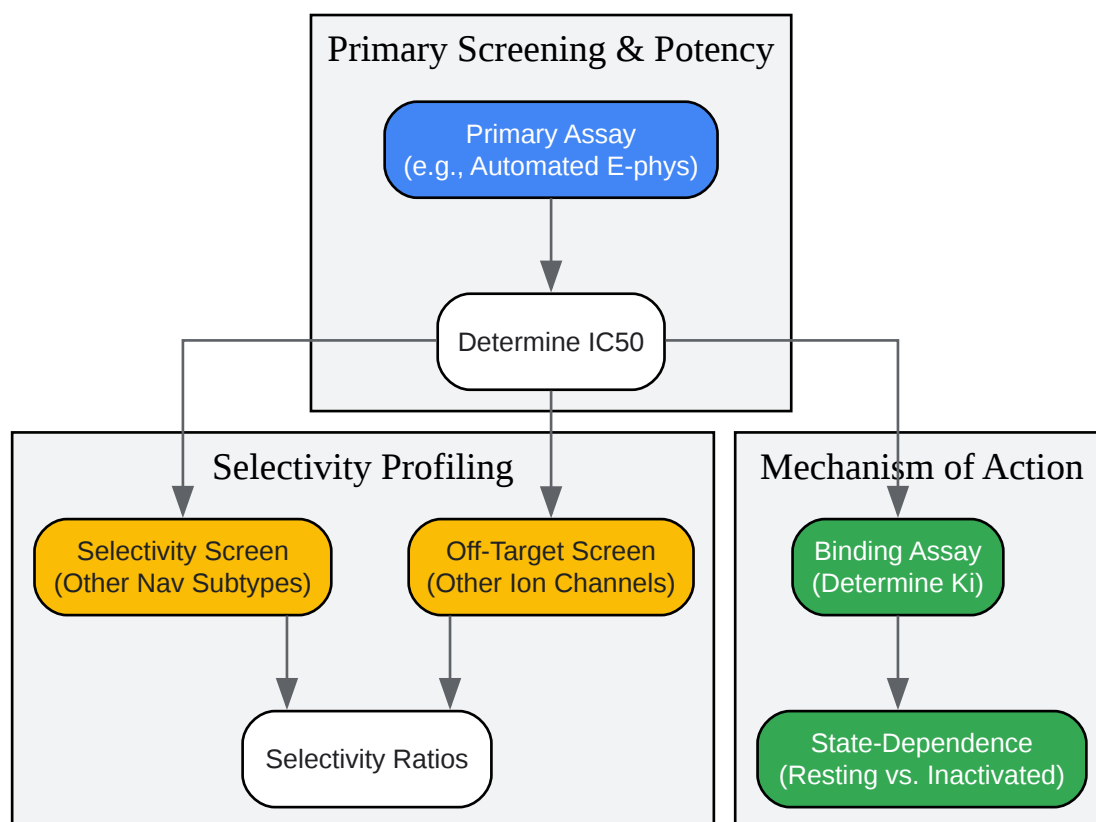 Primary Screening & Potency
Primary Assay
(e.g., Automated E-phys)
Determine IC50
Selectivity Profiling
Selectivity Screen
(Other Nav Subtypes)
Off-Target Screen
(Other Ion Channels)
Selectivity Ratios
Mechanism of Action
Binding Assay
(Determine Ki)
State-Dependence
(Resting vs. Inactivated)